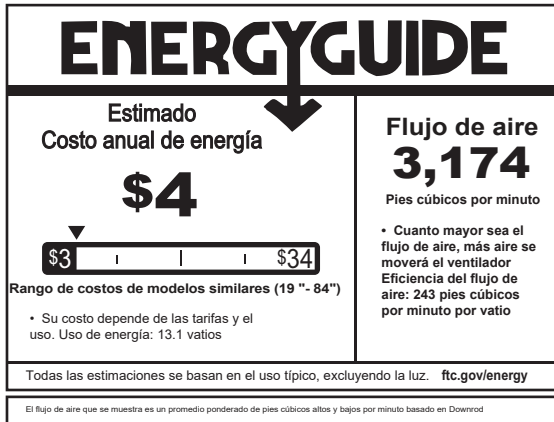 ENERGYGUIDE
Estimado
Costo anual de energía
$4
$3
$34
Rango de costos de modelos similares (19 "- 84")
• Su costo depende de las tarifas y el
uso. Uso de energía: 13.1 vatios
Flujo de aire
3,174
Pies cúbicos por minuto
• Cuanto mayor sea el
flujo de aire, más aire se
moverá el ventilador
Eficiencia del flujo de
aire: 243 pies cúbicos
por minuto por vatio
Todas las estimaciones se basan en el uso típico, excluyendo la luz. ftc.gov/energy
El flujo de aire que se muestra es un promedio ponderado de pies cúbicos altos y bajos por minuto basado en Downrod